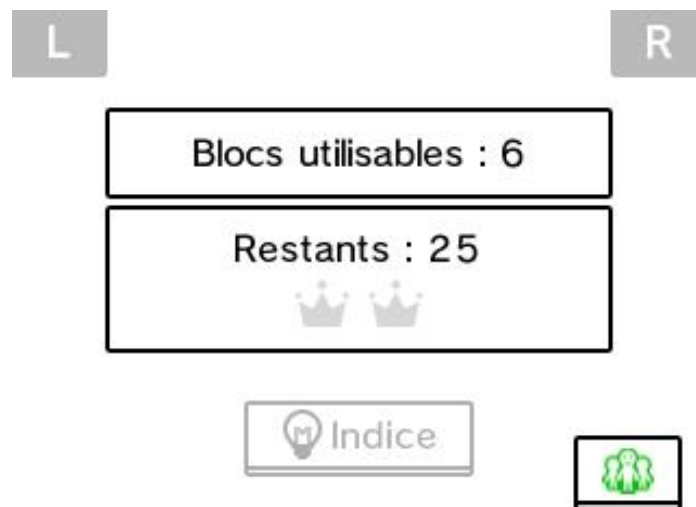 L
R
Blocs utilisables : 6
Restants : 25
M Indice